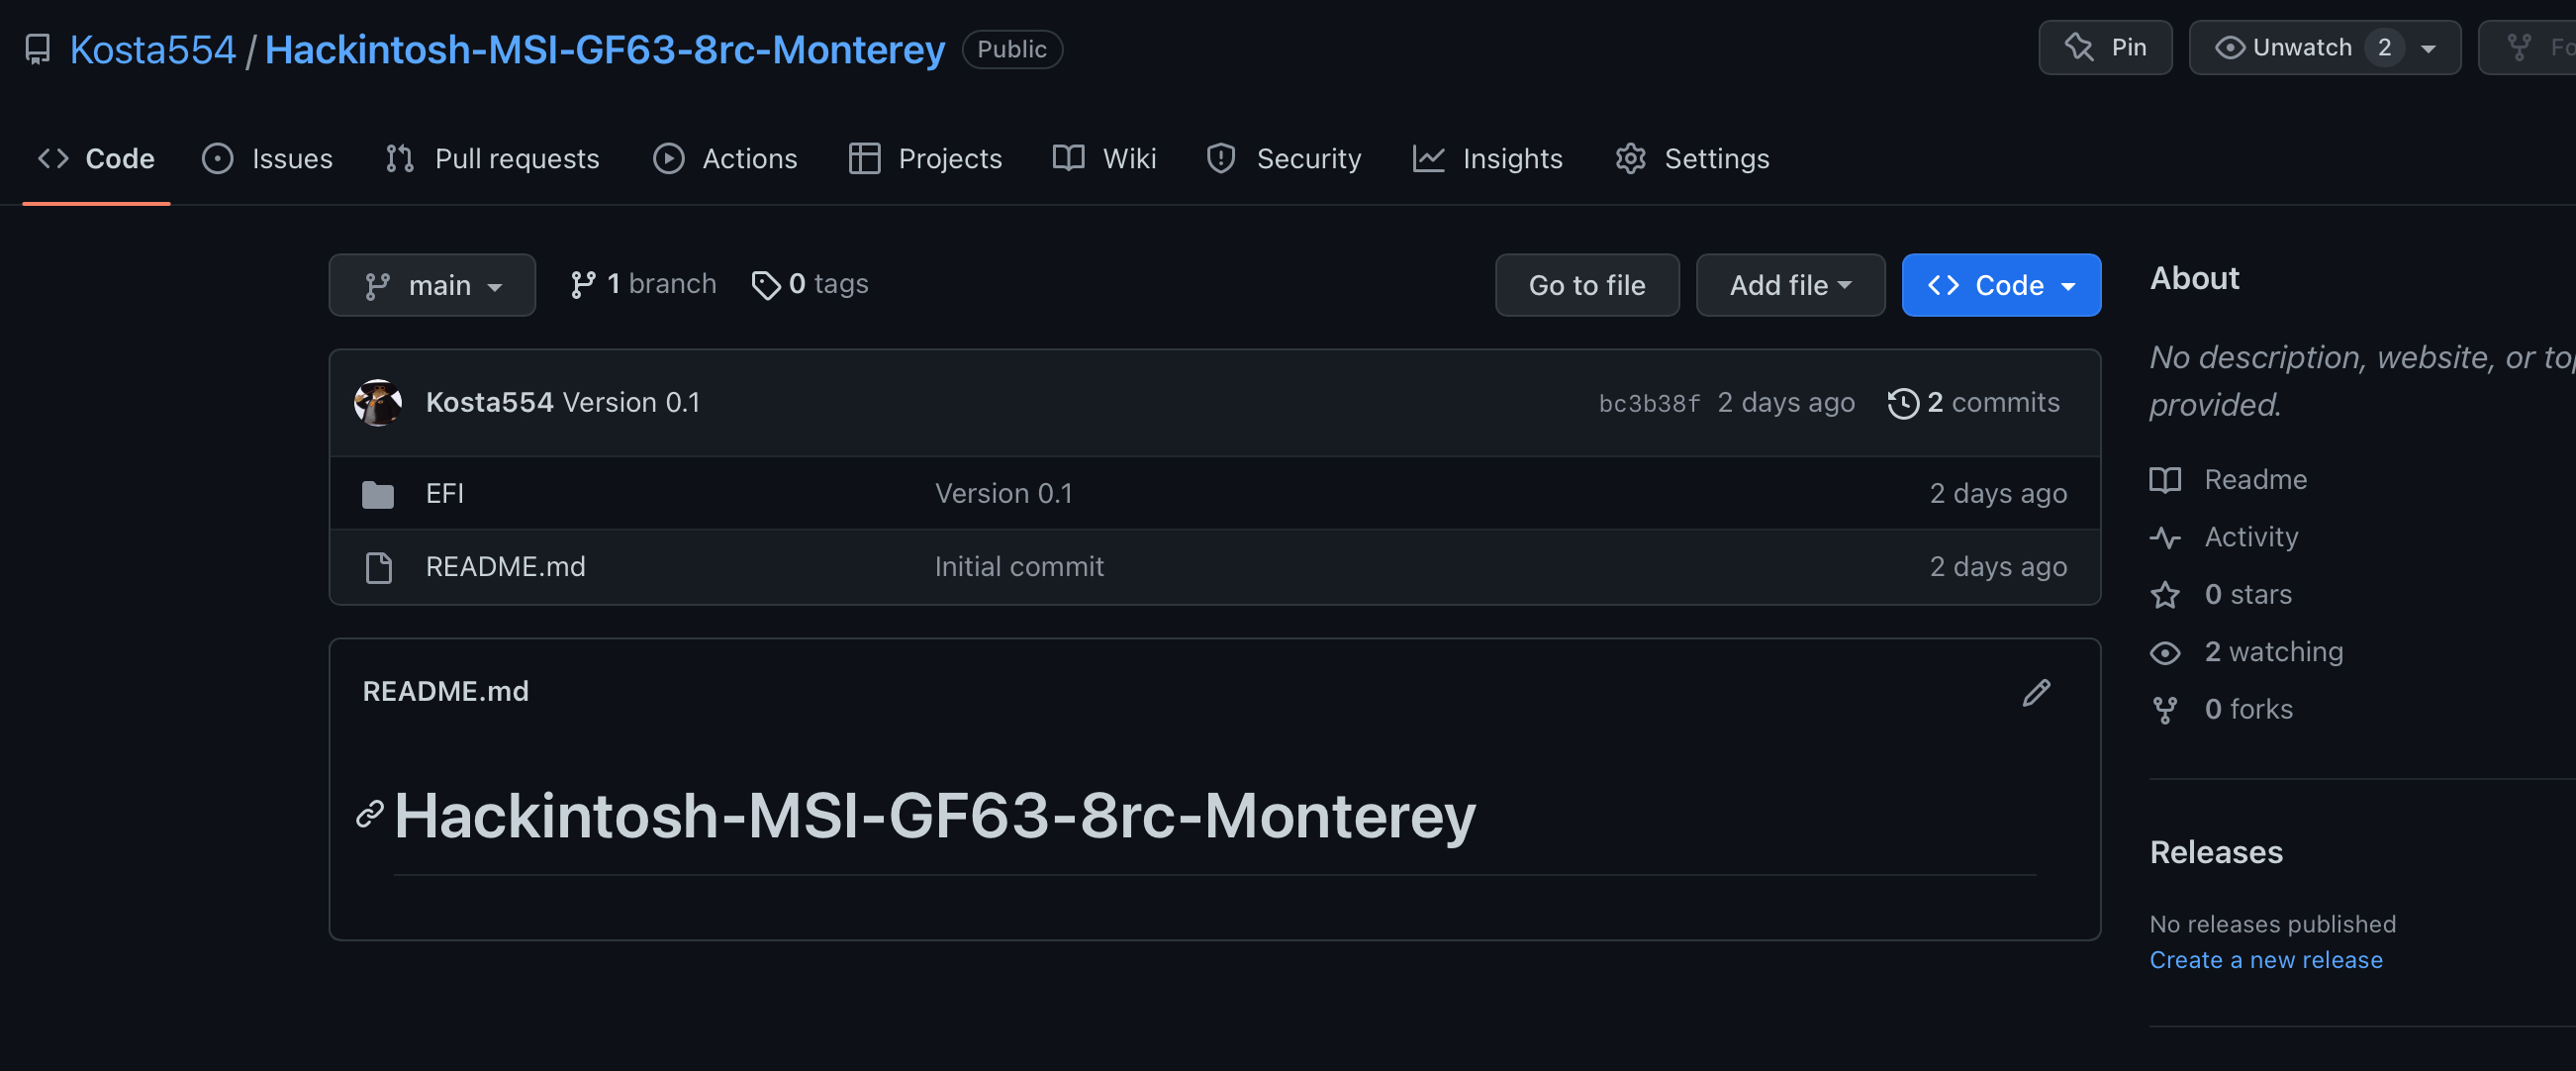 Kosta554 / Hackintosh-MSI-GF63-8rc-Monterey Public
Pin
Unwatch 2
Fo
Code Issues Pull requests Actions Projects Wiki Security Insights Settings
main 1 branch 0 tags Go to file Add file Code
Kosta554 Version 0.1 bc3b38f 2 days ago 2 commits
EFI Version 0.1 2 days ago
README.md Initial commit 2 days ago
README.md
Hackintosh-MSI-GF63-8rc-Monterey
About
No description, website, or top
provided.
Readme
Activity
0 stars
2 watching
0 forks
Releases
No releases published
Create a new release